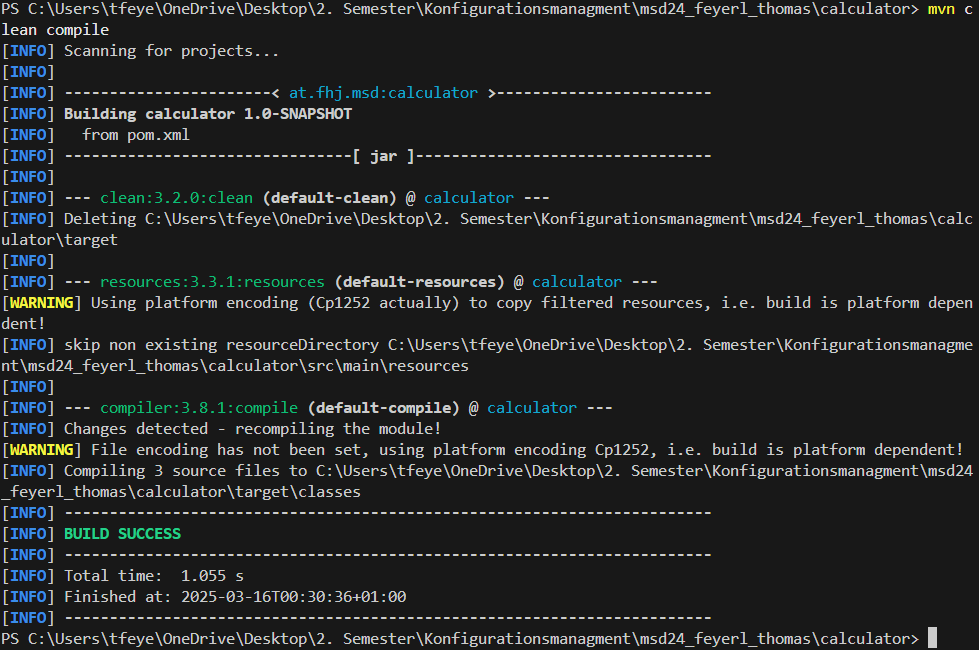 PS C:\Users\tfeye\OneDrive\Desktop\2. Semester\Konfigurationsmanagment\msd24_feyerl_thomas\calculator> mvn c
lean compile
[INFO] Scanning for projects...
[INFO]
[INFO] -----------------------< at.fhj.msd:calculator >------------------------
[INFO] Building calculator 1.0-SNAPSHOT
[INFO]   from pom.xml
[INFO] --------------------------------[ jar ]---------------------------------
[INFO]
[INFO] --- clean:3.2.0:clean (default-clean) @ calculator ---
[INFO] Deleting C:\Users\tfeye\OneDrive\Desktop\2. Semester\Konfigurationsmanagment\msd24_feyerl_thomas\calc
ulator\target
[INFO]
[INFO] --- resources:3.3.1:resources (default-resources) @ calculator ---
[WARNING] Using platform encoding (Cp1252 actually) to copy filtered resources, i.e. build is platform depen
dent!
[INFO] skip non existing resourceDirectory C:\Users\tfeye\OneDrive\Desktop\2. Semester\Konfigurationsmanagme
nt\msd24_feyerl_thomas\calculator\src\main\resources
[INFO]
[INFO] --- compiler:3.8.1:compile (default-compile) @ calculator ---
[INFO] Changes detected - recompiling the module!
[WARNING] File encoding has not been set, using platform encoding Cp1252, i.e. build is platform dependent!
[INFO] Compiling 3 source files to C:\Users\tfeye\OneDrive\Desktop\2. Semester\Konfigurationsmanagment\msd24
_feyerl_thomas\calculator\target\classes
[INFO] ------------------------------------------------------------------------
[INFO] BUILD SUCCESS
[INFO] ------------------------------------------------------------------------
[INFO] Total time:  1.055 s
[INFO] Finished at: 2025-03-16T00:30:36+01:00
[INFO] ------------------------------------------------------------------------
PS C:\Users\tfeye\OneDrive\Desktop\2. Semester\Konfigurationsmanagment\msd24_feyerl_thomas\calculator>